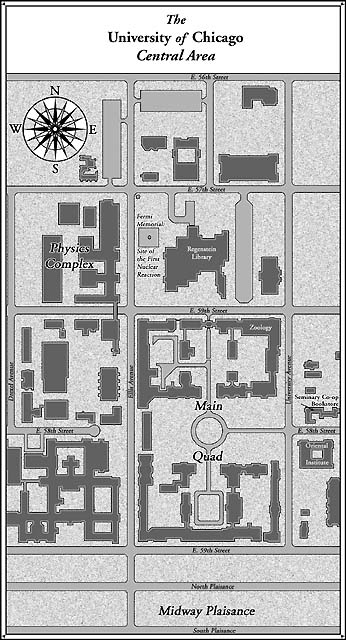 The
University of Chicago
Central Area
E. 56th Street
N
W
E
S
E. 57th Street
Fermi
Memorial:
Site of
the First
Nuclear
Reaction
Regenstein
Library
Physics
Complex
E. 59th Street
Zoology
Drexel Avenue
Ellis Avenue
University Avenue
Seminary Co-op
Bookstore
Main
Quad
E. 58th Street
E. 58th Street
Oriental
Institute
E. 59th Street
North Plaisance
Midway Plaisance
South Plaisance